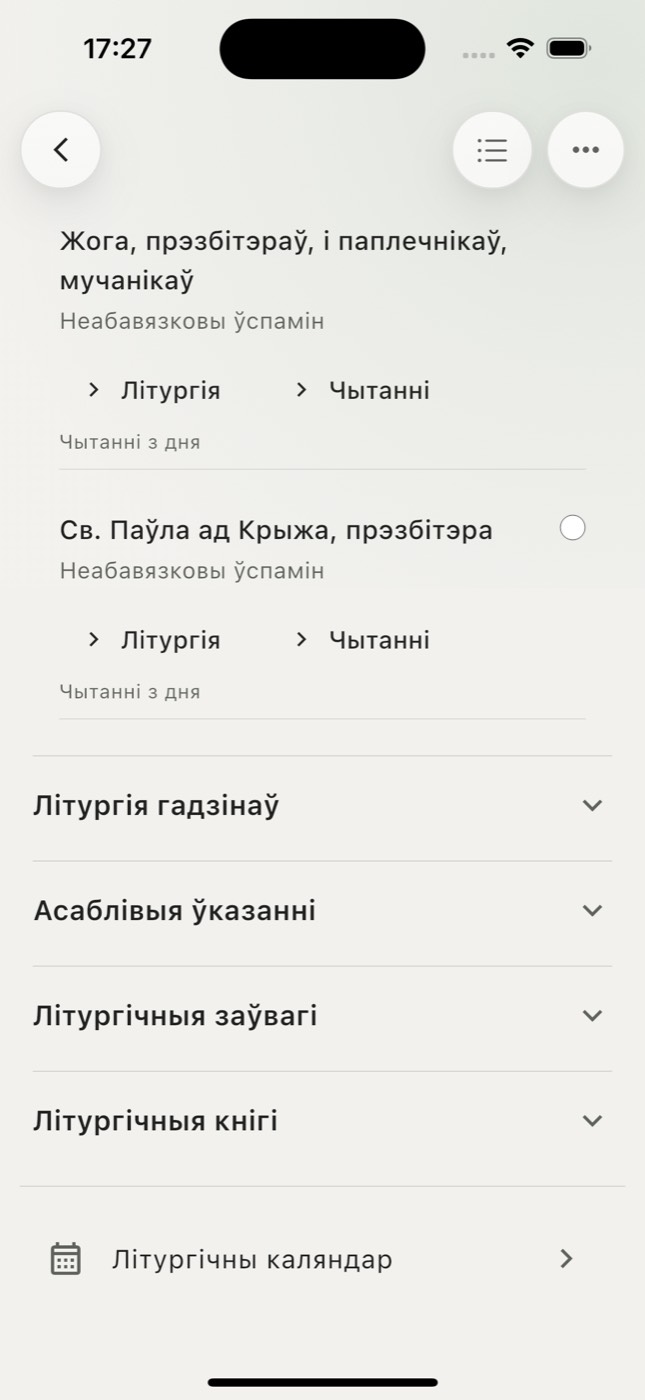 17:27
Жога, прэзбітэраў, і паплечнікаў,
мучанікаў
Неабавязковы ўспамін
Літургія Чытанні
Чытанні з дня
Св. Паўла ад Крыжа, прэзбітэра
Неабавязковы ўспамін
Літургія Чытанні
Чытанні з дня
Літургія гадзінаў
Асаблівыя ўказанні
Літургічныя заўвагі
Літургічныя кнігі
Літургічны каляндар